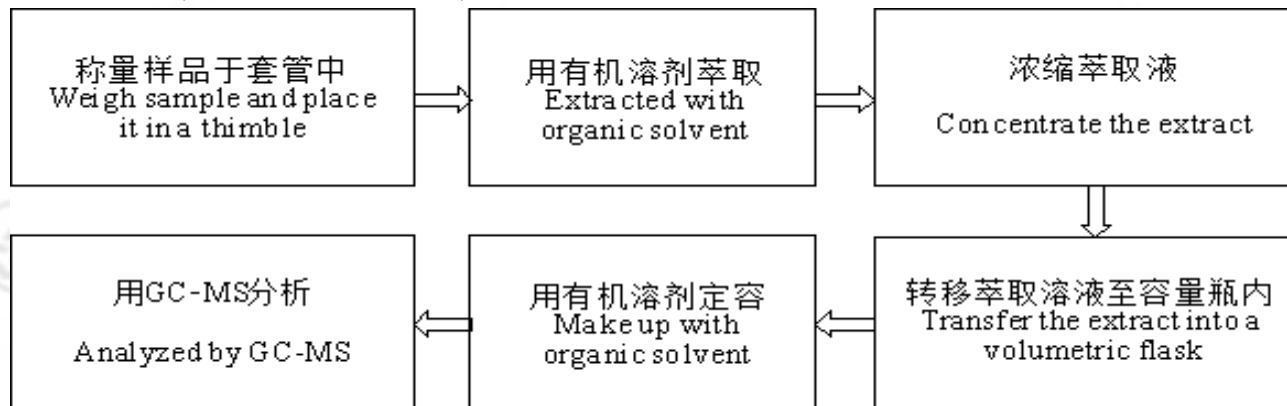 称量样品于套管中
Weigh sample and place
it in a thimble
用有机溶剂萃取
Extracted with
organic solvent
浓缩萃取液
Concentrate the extract
转移萃取溶液至容量瓶内
Transfer the extract into a
volumetric flask
用有机溶剂定容
Make up with
organic solvent
用GC-MS分析
Analyzed by GC-MS